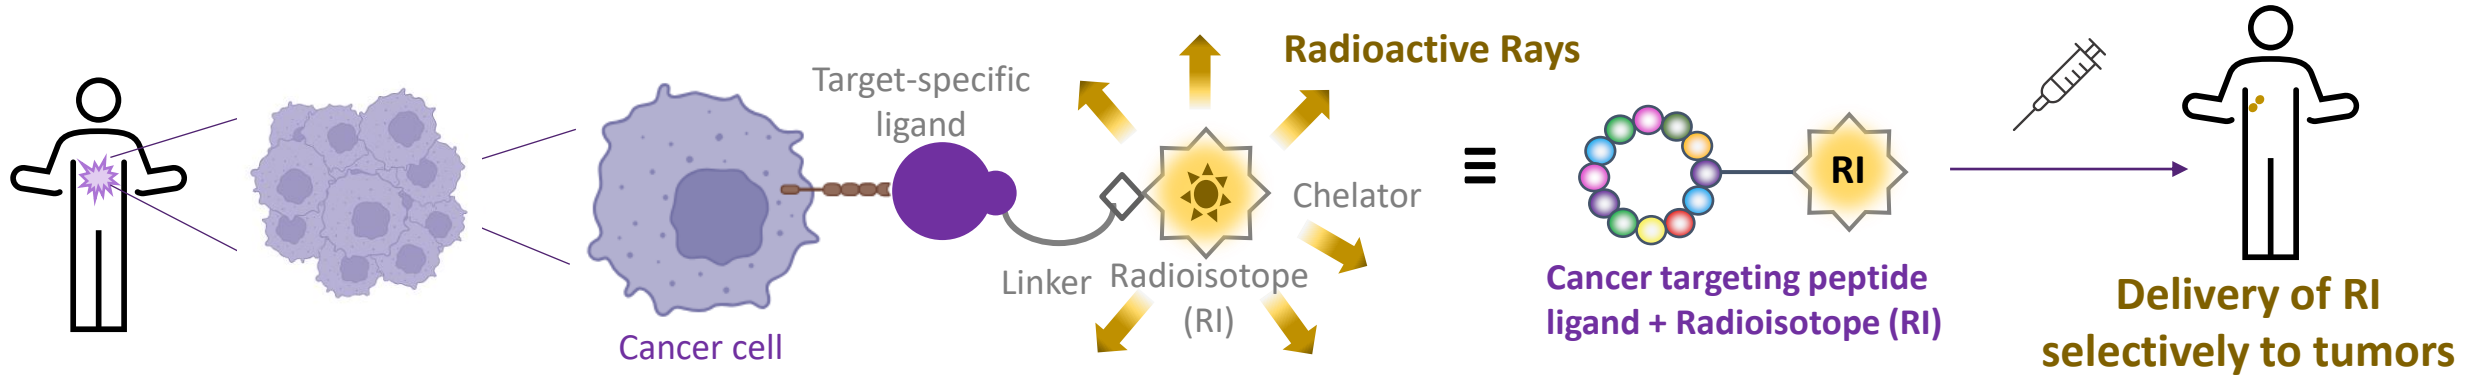 Target-specific
ligand
Radioactive Rays
Chelator
Linker
Radioisotope
(RI)
Cancer cell
RI
Cancer targeting peptide
ligand + Radioisotope (RI)
Delivery of RI
selectively to tumors